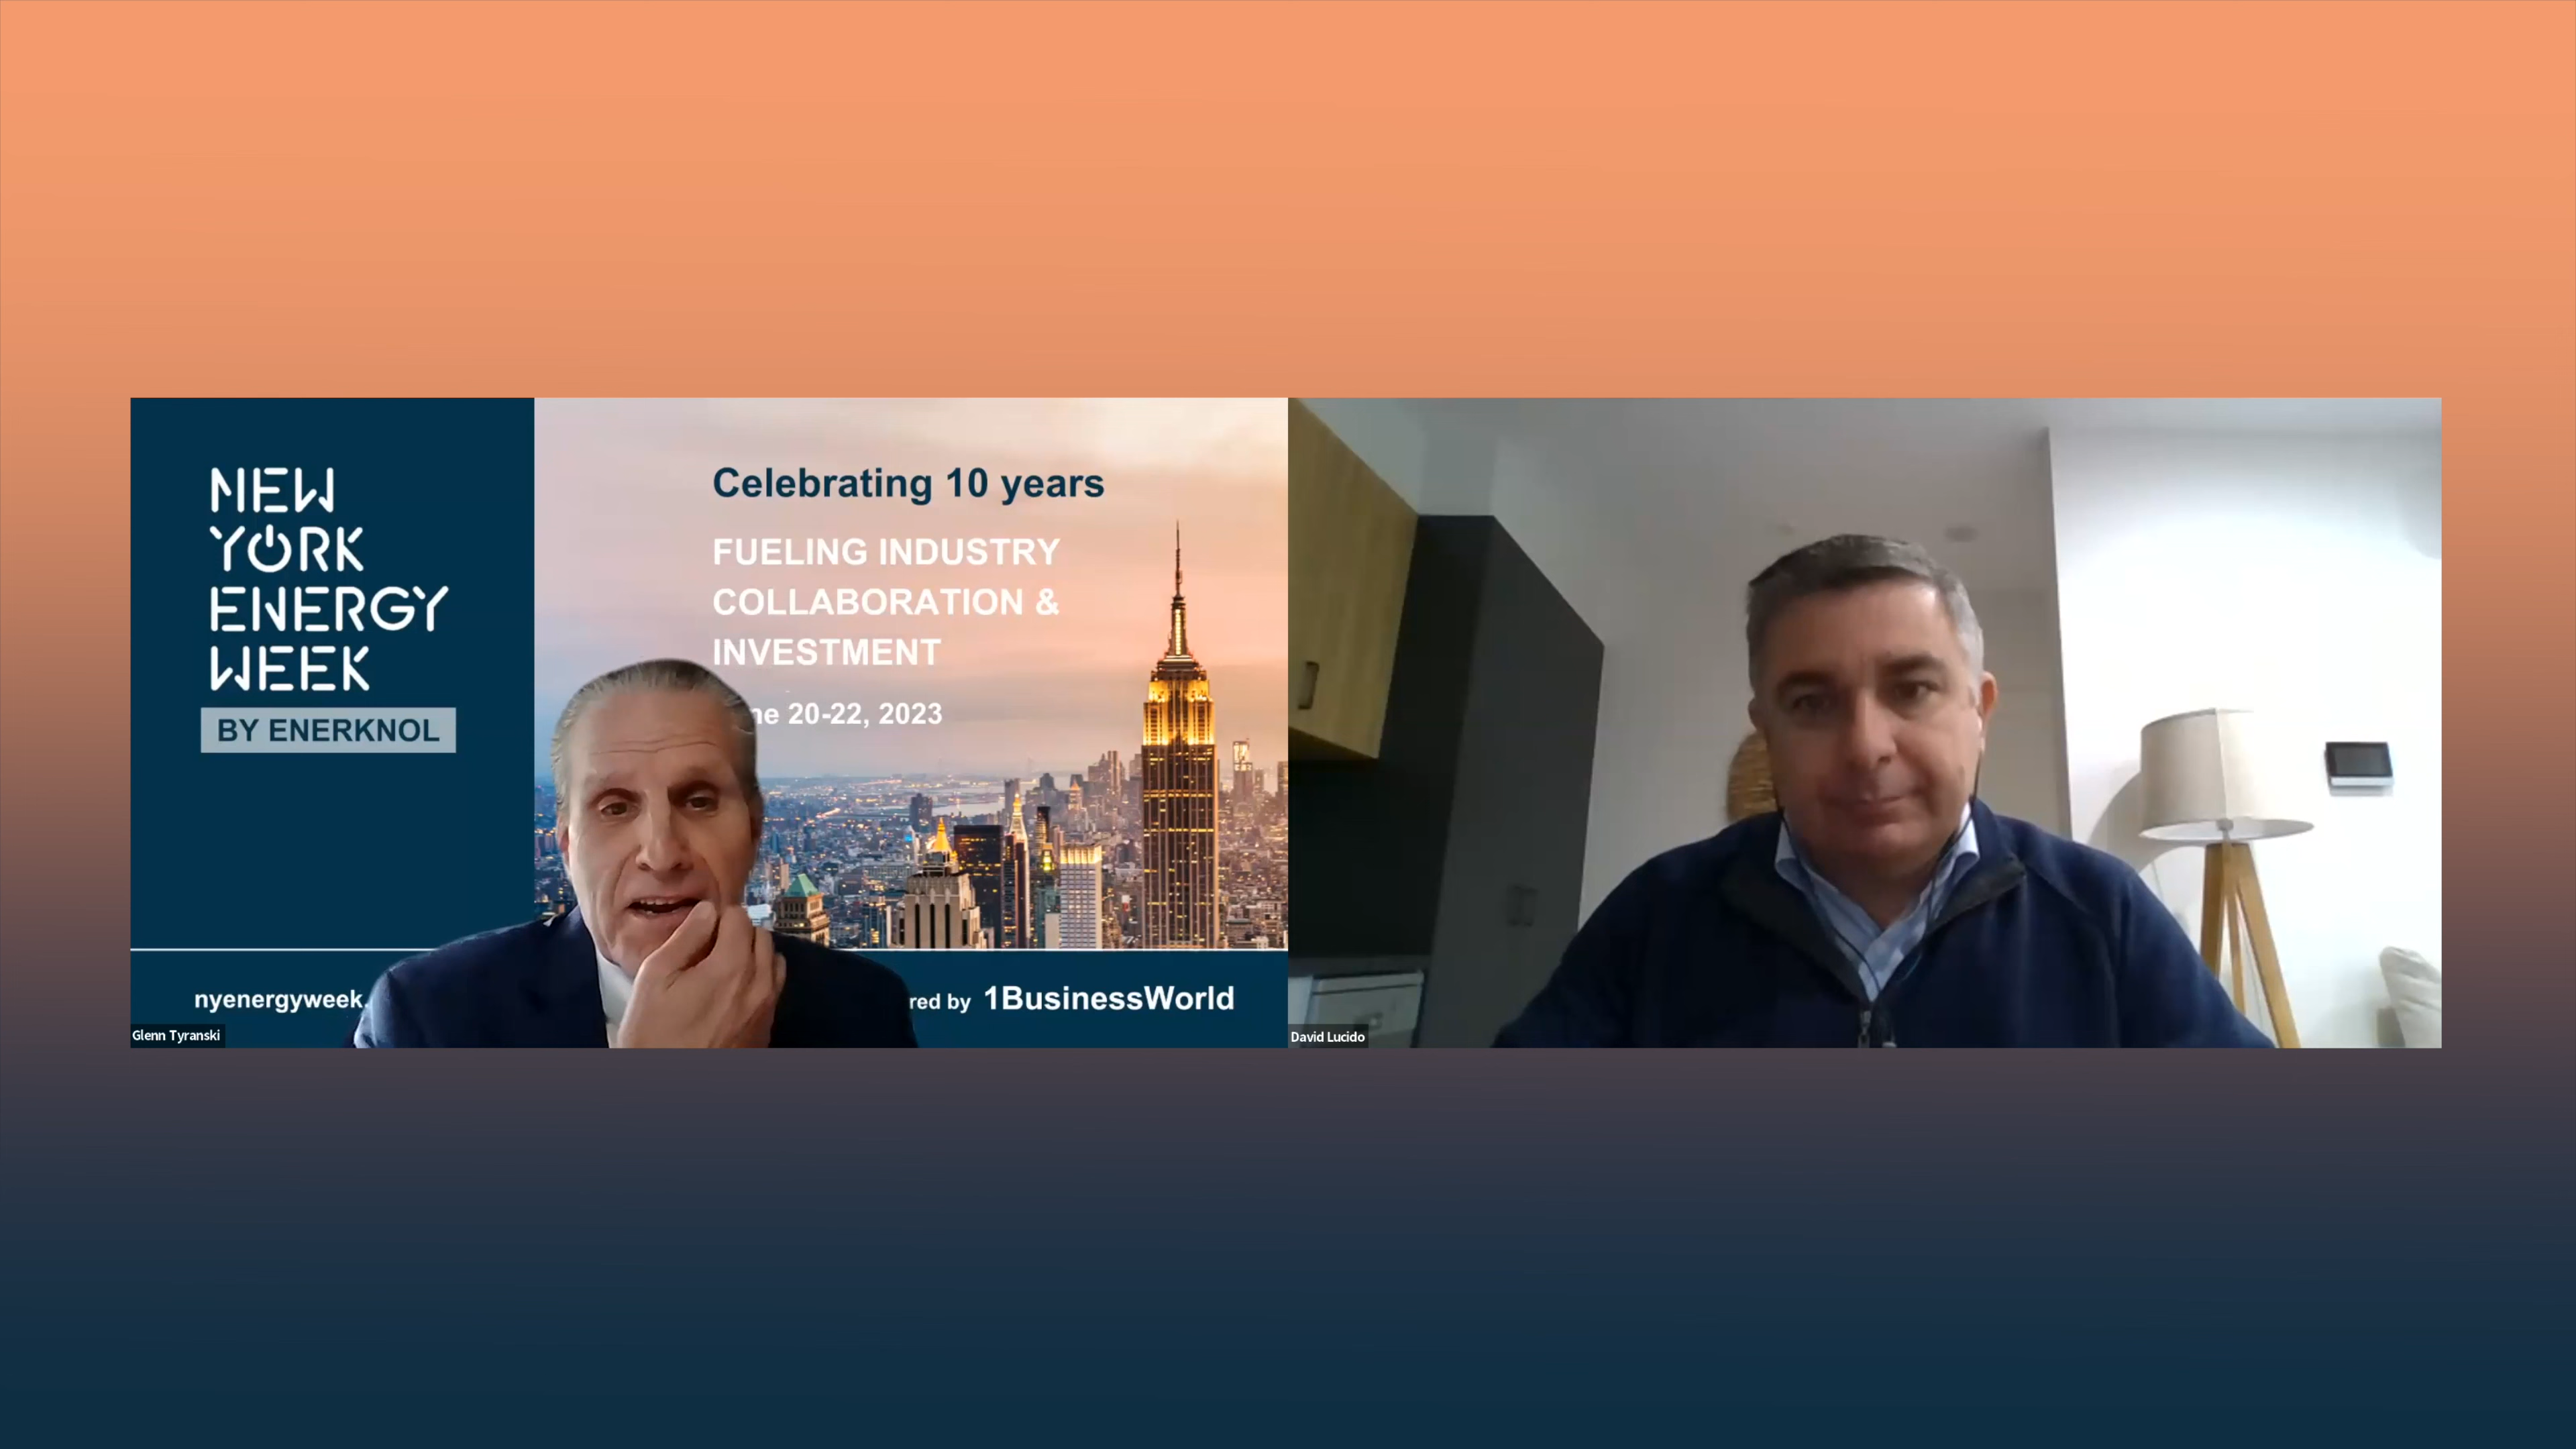 NEW
YORK
ENERGY
WEEK
BY ENERKNOL
Celebrating 10 years
FUELING INDUSTRY
COLLABORATION &
INVESTMENT
ne 20-22, 2023
nyenergyweek.
red by 1BusinessWorld
Glenn Tyranski
David Lucido